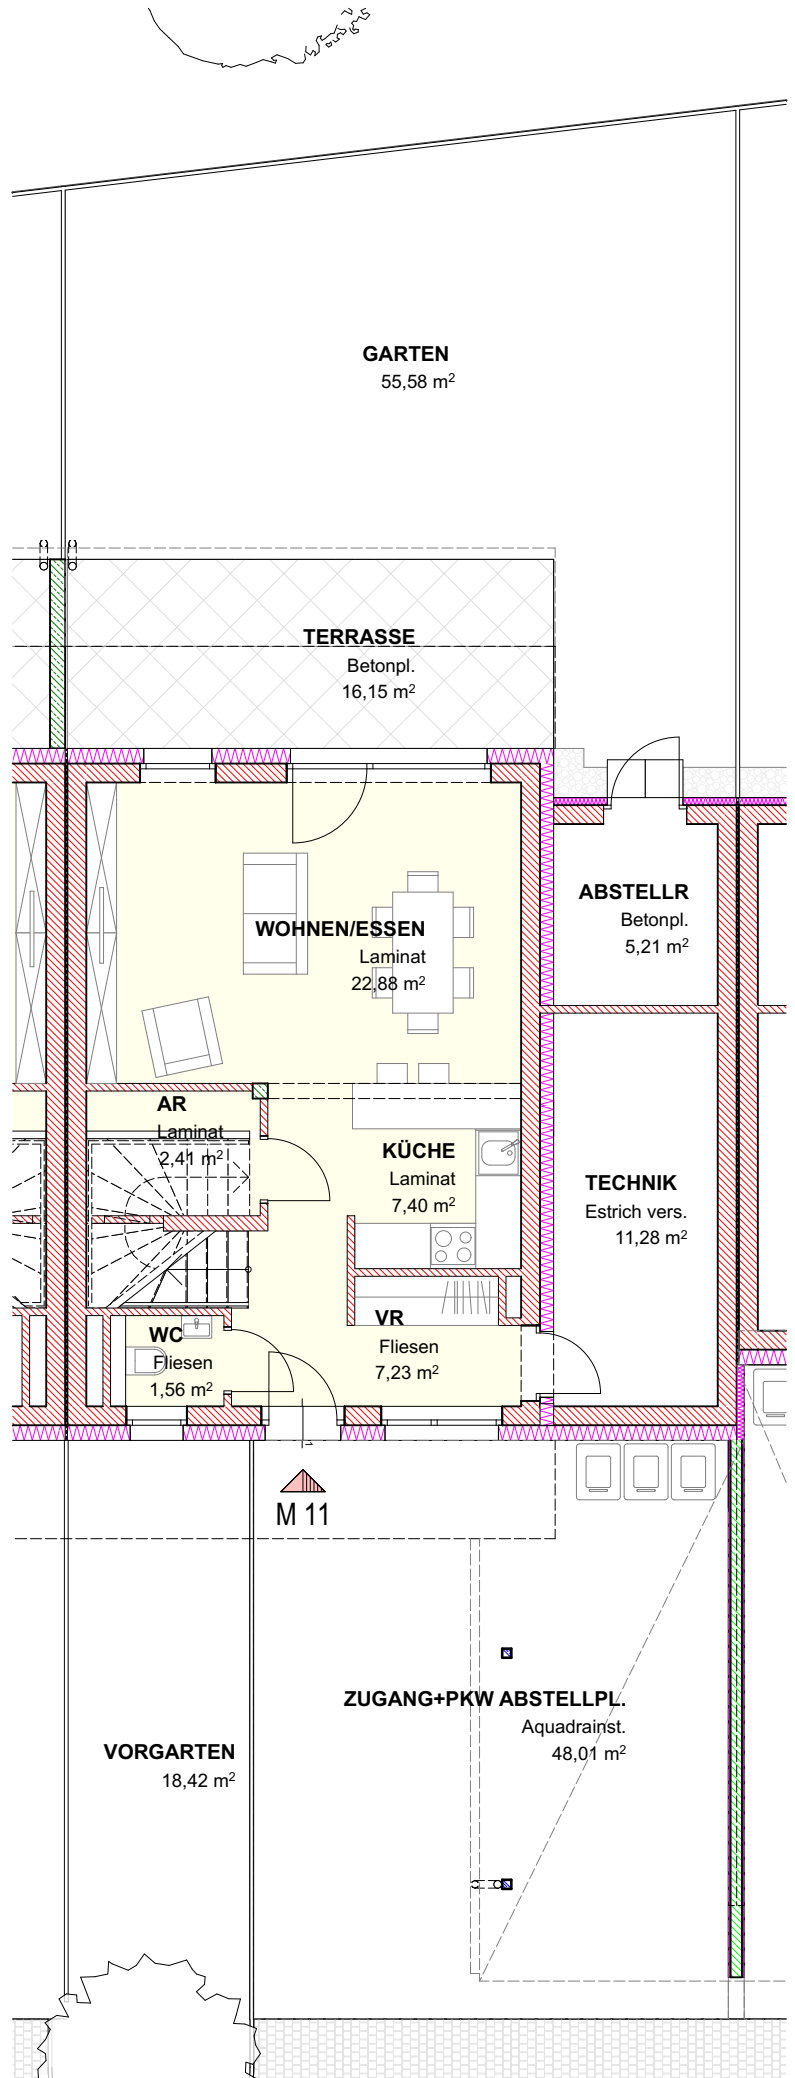 GARTEN
55,58 m²
TERRASSE
Betonpl.
16,15 m²
ABSTELLR
Betonpl.
5,21 m²
WOHNEN/ESSEN
Laminat
22,88 m²
AR
Laminat
2,41 m²
KÜCHE
Laminat
7,40 m²
TECHNIK
Estrich vers.
11,28 m²
WC
Fliesen
1,56 m²
VR
Fliesen
7,23 m²
M 11
ZUGANG+PKW ABSTELLPL.
Aquadrainst.
48,01 m²
VORGARTEN
18,42 m²